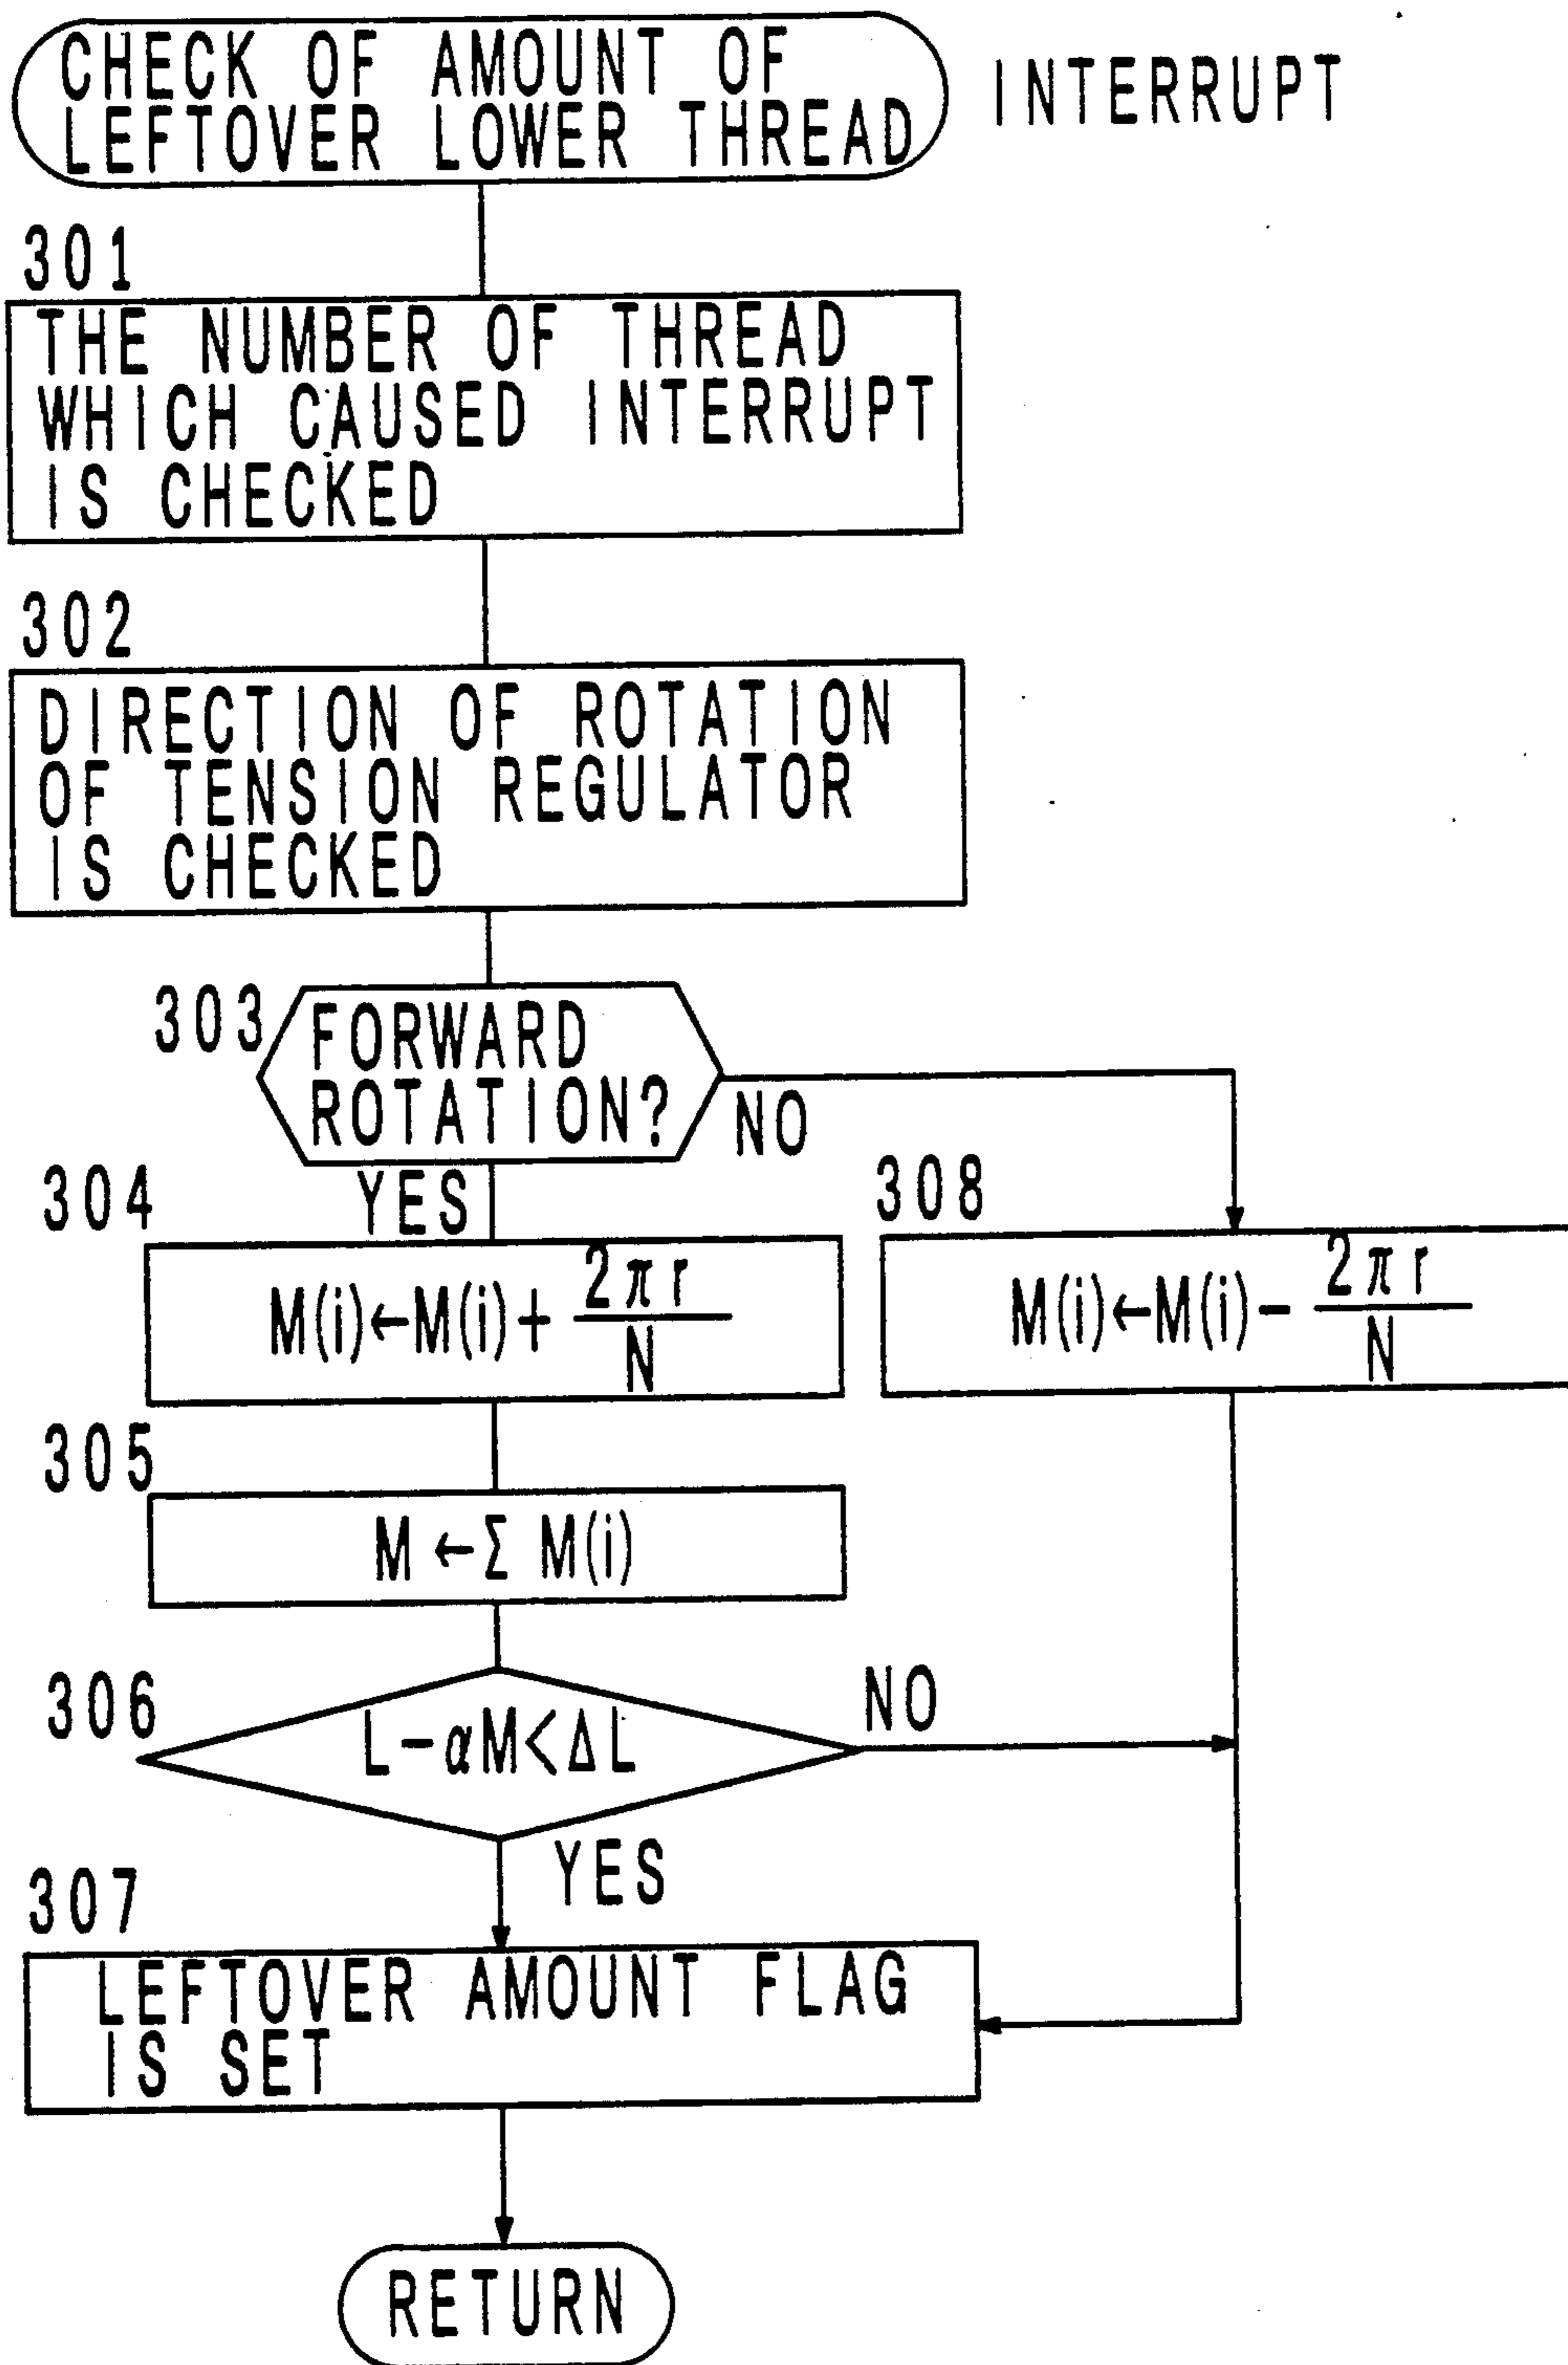 CHECK OF AMOUNT OF
LEFTOVER LOWER THREAD
INTERRUPT
301
THE NUMBER OF THREAD
WHICH CAUSED INTERRUPT
IS CHECKED
302
DIRECTION OF ROTATION
OF TENSION REGULATOR
IS CHECKED
303
FORWARD
ROTATION?
NO
YES
304
M(i)←M(i)+ 2πr/N
308
M(i)←M(i)- 2πr/N
305
M←Σ M(i)
306
L-αM<ΔL
NO
YES
307
LEFTOVER AMOUNT FLAG
IS SET
RETURN